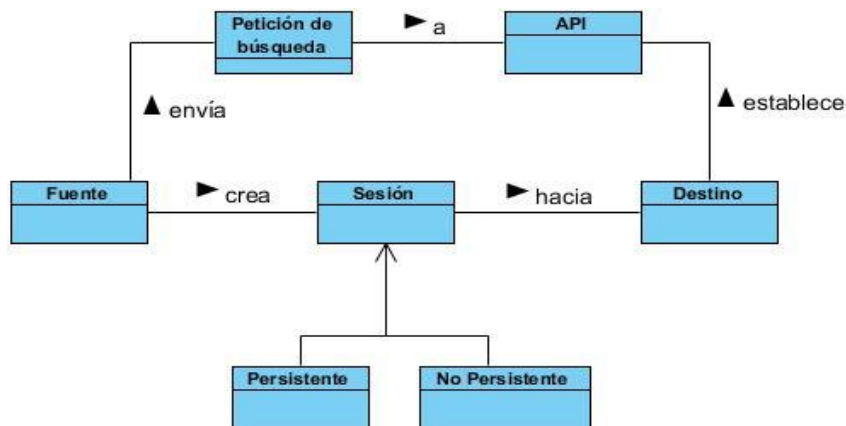 Petición de
búsqueda
a
API
envía
establece
Fuente
crea
Sesión
hacia
Destino
Persistente
No Persistente